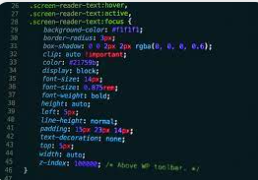 26 .screen-reader-text:hover,
27 .screen-reader-text:active,
28 .screen-reader-text:focus {
29 background-color: #f1f1f1;
30 border-radius: 3px;
31 box-shadow: 0 0 2px 2px rgba(0, 0, 0, 0.6);
32 clip: auto !important;
33 color: #21759b;
34 display: block;
35 font-size: 14px;
36 font-size: 0.875rem;
37 font-weight: bold;
38 height: auto;
39 left: 5px;
40 line-height: normal;
41 padding: 15px 23px 14px;
42 text-decoration: none;
43 top: 5px;
44 width: auto;
45 z-index: 100000; /* Above WP toolbar. */
46 }
47